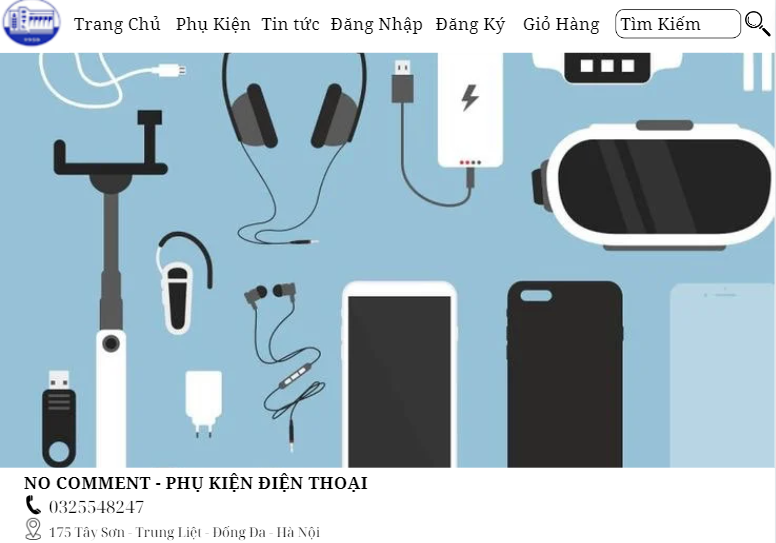 Trang Chủ Phụ Kiện Tin tức Đăng Nhập Đăng Ký Giỏ Hàng Tìm Kiếm
NO COMMENT - PHỤ KIỆN ĐIỆN THOẠI
0325548247
175 Tây Sơn - Trung Liệt - Đống Đa - Hà Nội